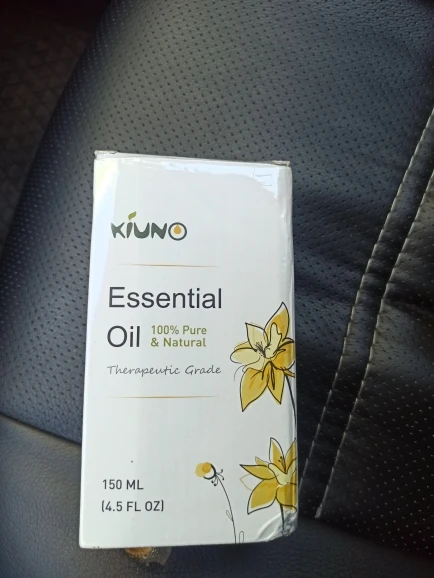 KIUNO
Essential
Oil 100% Pure
& Natural
Therapeutic Grade
150 ML
(4.5 FL OZ)